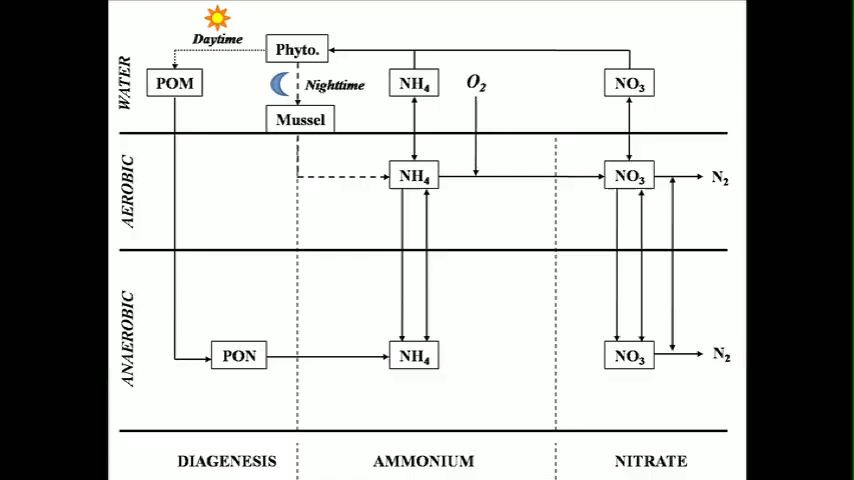 Daytime
Phyto.
POM
Nighttime
NH4
O2
NO3
WATER
Mussel
AEROBIC
NH4
NO3
N2
ANAEROBIC
PON
NH4
NO3
N2
DIAGENESIS
AMMONIUM
NITRATE